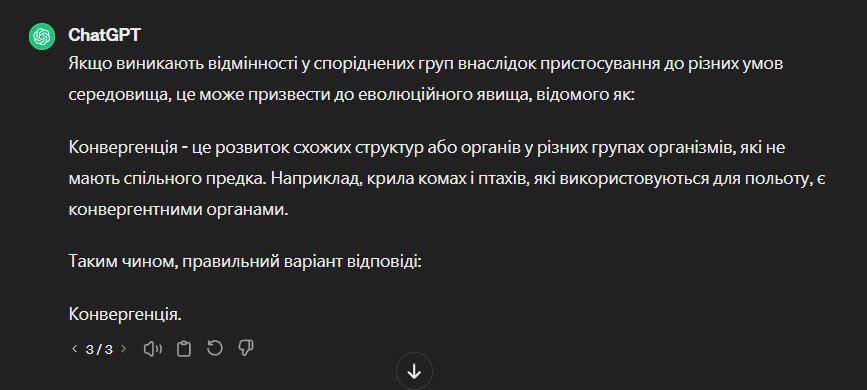 ChatGPT
Якщо виникають відмінності у споріднених груп внаслідок пристосування до різних умов
середовища, це може призвести до еволюційного явища, відомого як:
Конвергенція - це розвиток схожих структур або органів у різних групах організмів, які не
мають спільного предка. Наприклад, крила комах і птахів, які використовуються для польоту, є
конвергентними органами.
Таким чином, правильний варіант відповіді:
Конвергенція.
3 / 3